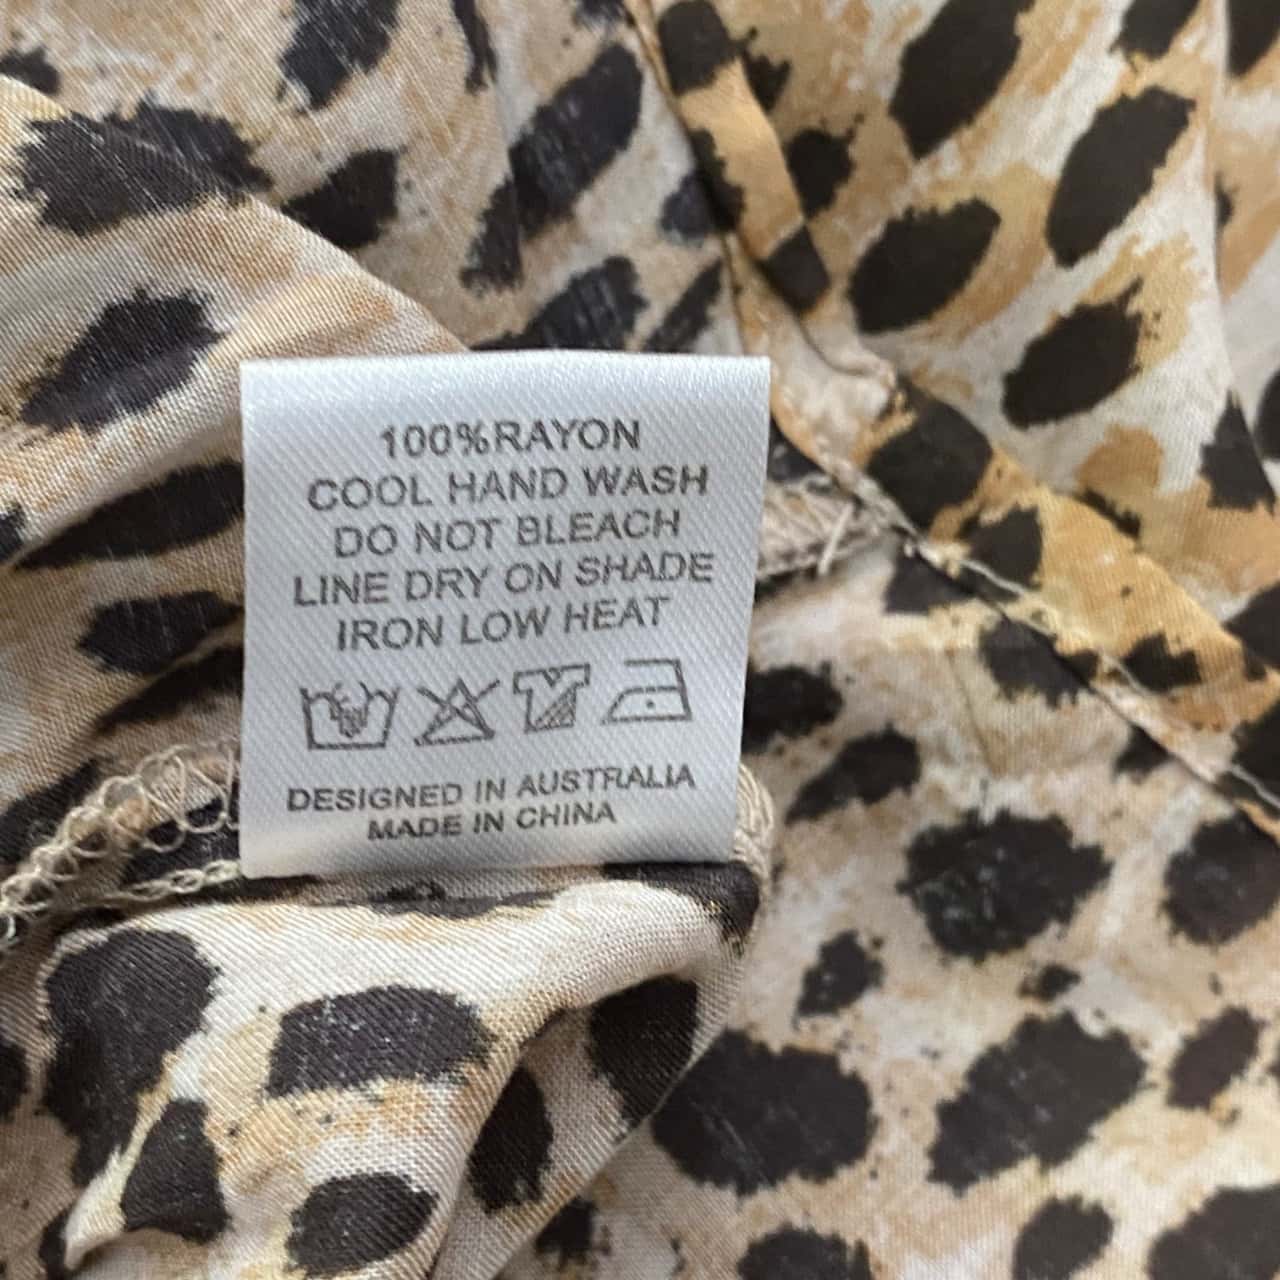 100%RAYON
COOL HAND WASH
DO NOT BLEACH
LINE DRY ON SHADE
IRON LOW HEAT
DESIGNED IN AUSTRALIA
MADE IN CHINA